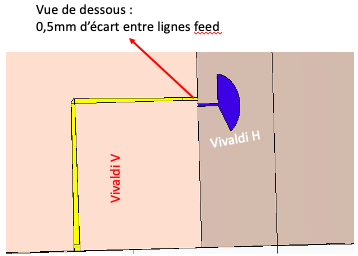 Vue de dessous :
0,5mm d’écart entre lignes feed
Vivaldi H
Vivaldi V